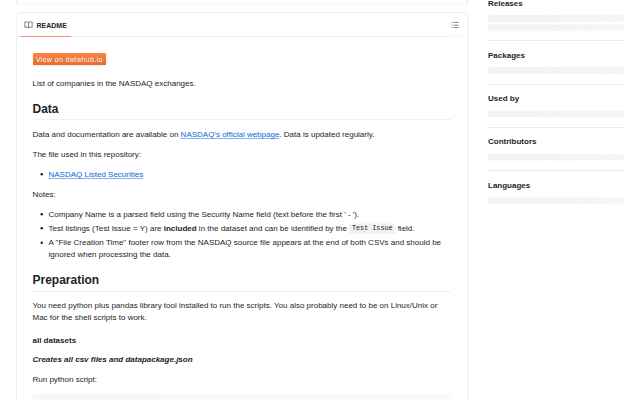 README
View on datahub.io
List of companies in the NASDAQ exchanges.
Data
Data and documentation are available on NASDAQ's official webpage. Data is updated regularly.
The file used in this repository:
• NASDAQ Listed Securities
Notes:
• Company Name is a parsed field using the Security Name field (text before the first ' - ').
• Test listings (Test Issue = Y) are included in the dataset and can be identified by the Test Issue field.
• A "File Creation Time" footer row from the NASDAQ source file appears at the end of both CSVs and should be
ignored when processing the data.
Preparation
You need python plus pandas library tool installed to run the scripts. You also probably need to be on Linux/Unix or
Mac for the shell scripts to work.
all datasets
Creates all csv files and datapackage.json
Run python script:
Releases
Packages
Used by
Contributors
Languages